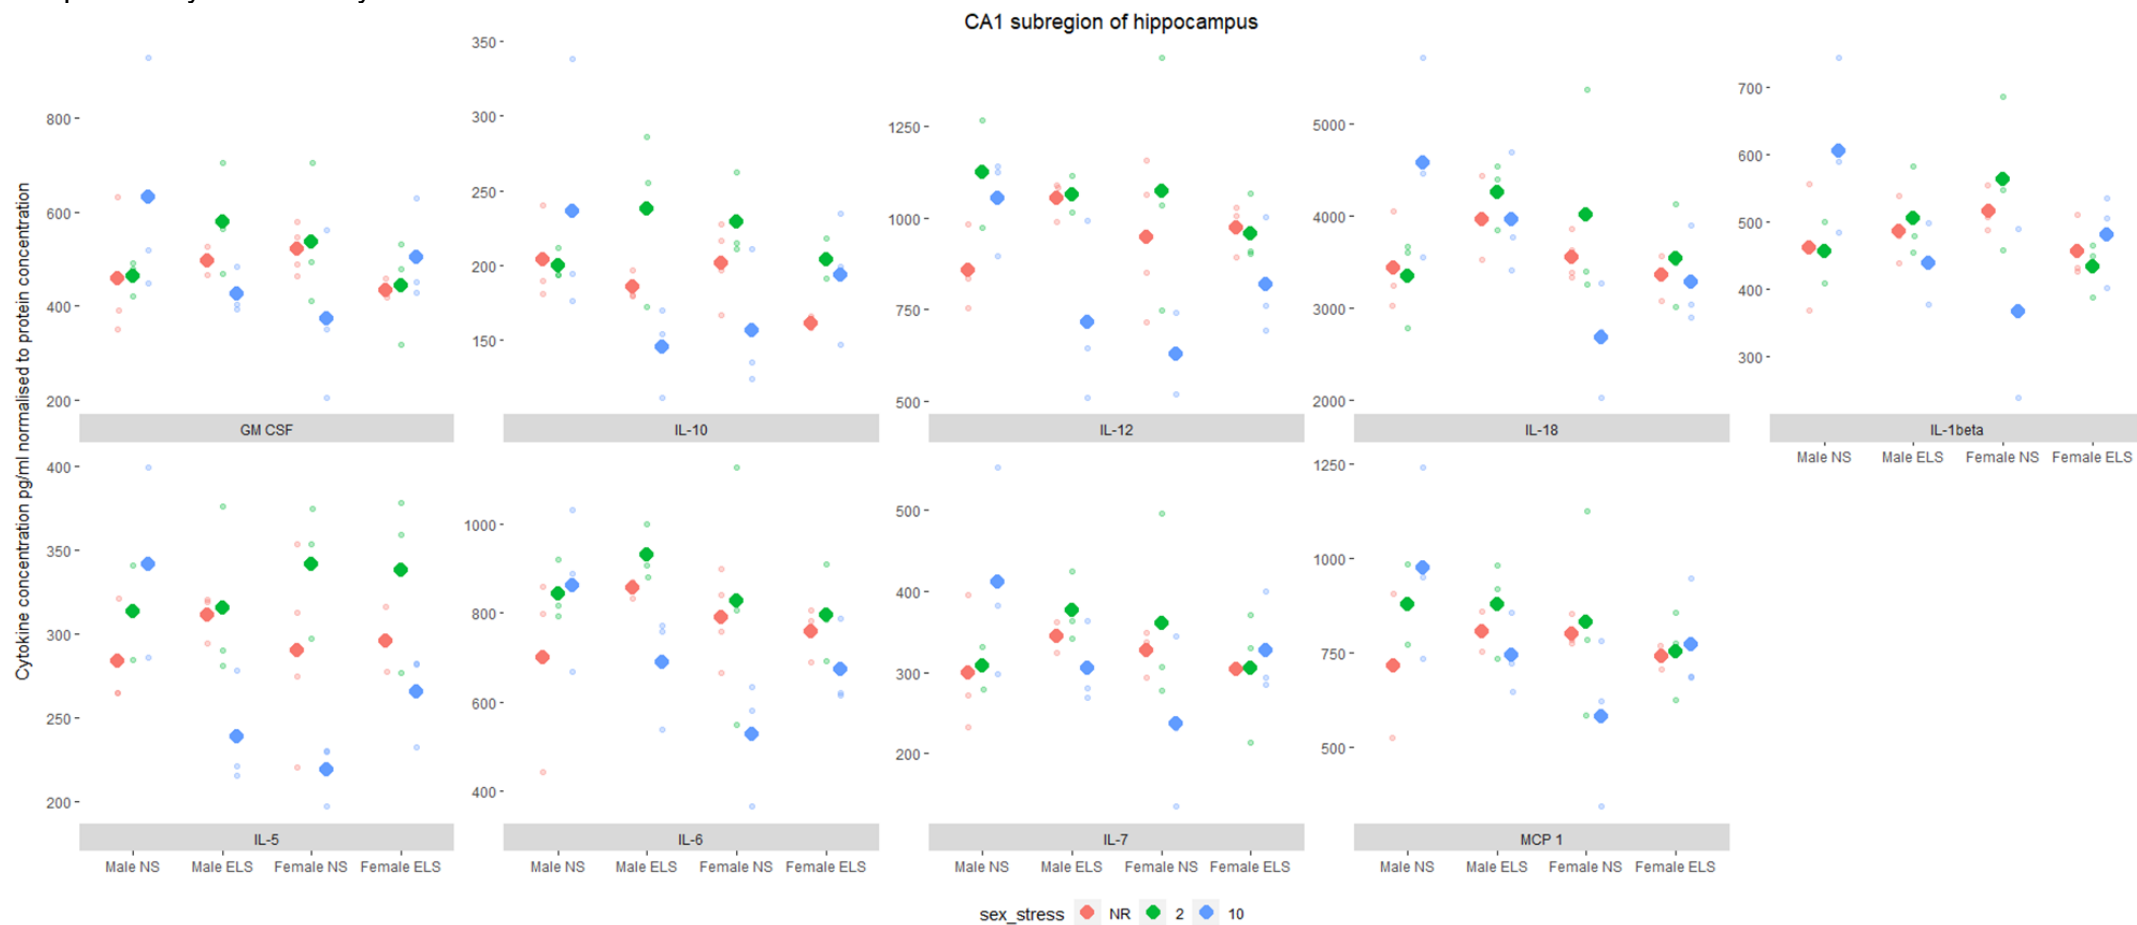 CA1 subregion of hippocampus
Cytokine concentration pg/ml normalised to protein concentration
800
600
400
200
GM CSF
350
300
250
200
150
IL-10
1250
1000
750
500
IL-12
5000
4000
3000
2000
IL-18
700
600
500
400
300
IL-1beta
Male NS Male ELS Female NS Female ELS
400
350
300
250
200
IL-5
Male NS Male ELS Female NS Female ELS
1000
800
600
400
IL-6
Male NS Male ELS Female NS Female ELS
500
400
300
200
IL-7
Male NS Male ELS Female NS Female ELS
1250
1000
750
500
MCP 1
Male NS Male ELS Female NS Female ELS
sex_stress NR 2 10